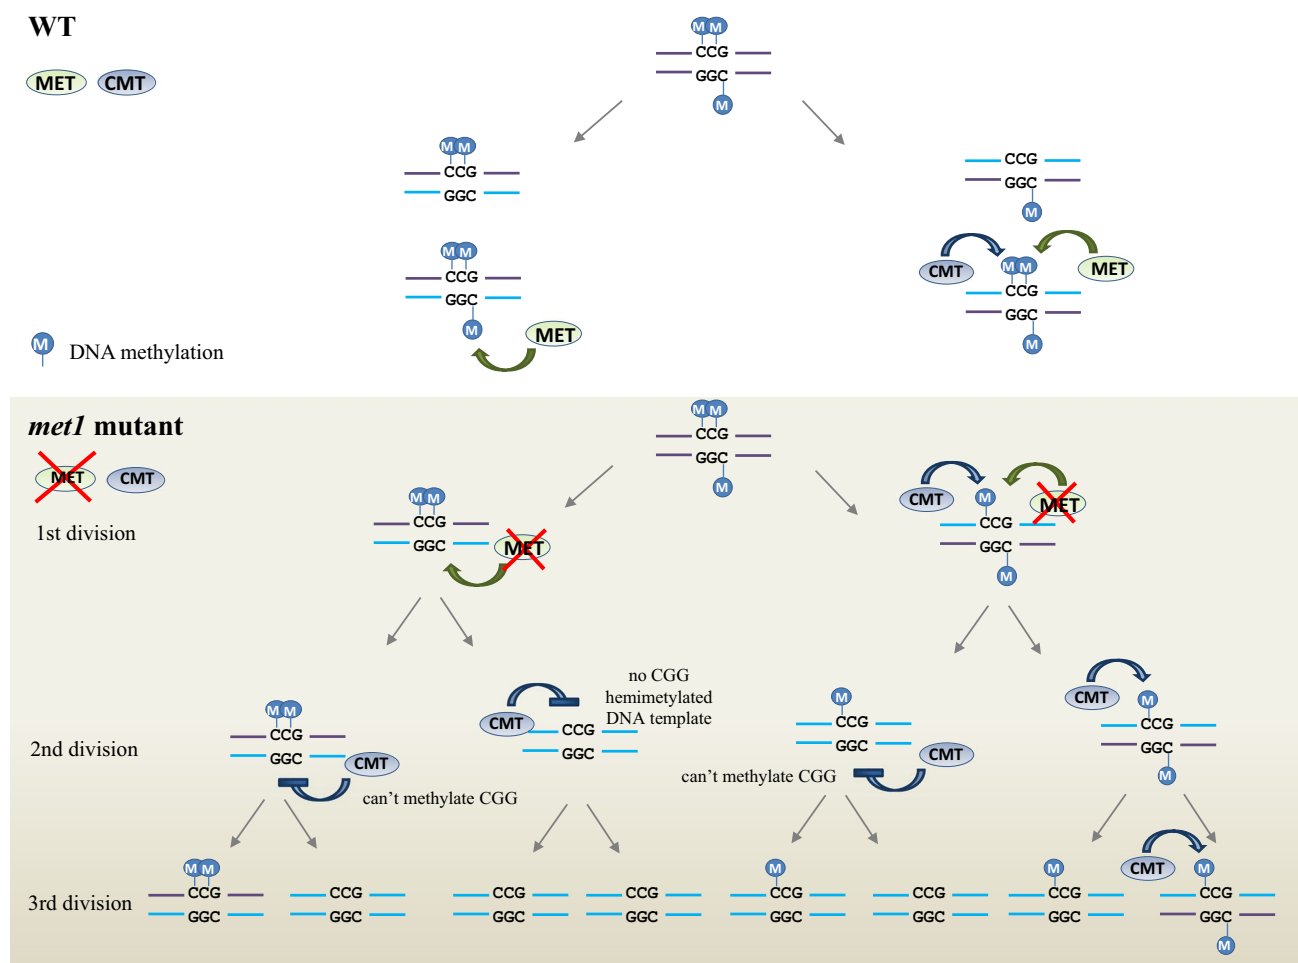 WT
MET CMT
M M
CCG
GGC
M
M M
CCG
GGC
CCG
GGC
M
M M
CCG
GGC
M
MET
CMT
M M
MET
CCG
GGC
M
M DNA methylation
met1 mutant
MET CMT
1st division
M M
CCG
GGC
M
M M
CCG
GGC
MET
CMT
M
MET
CCG
GGC
M
2nd division
M M
CCG
GGC
CMT
can't methylate CGG
no CGG
hemimetylated
DNA template
CMT
CCG
GGC
M
CCG
GGC
CMT
can't methylate CGG
CMT
M
CCG
GGC
M
3rd division
M M
CCG
GGC
CCG
GGC
CCG
GGC
CCG
GGC
M
CCG
GGC
CCG
GGC
M
CCG
GGC
CMT
M
CCG
GGC
M